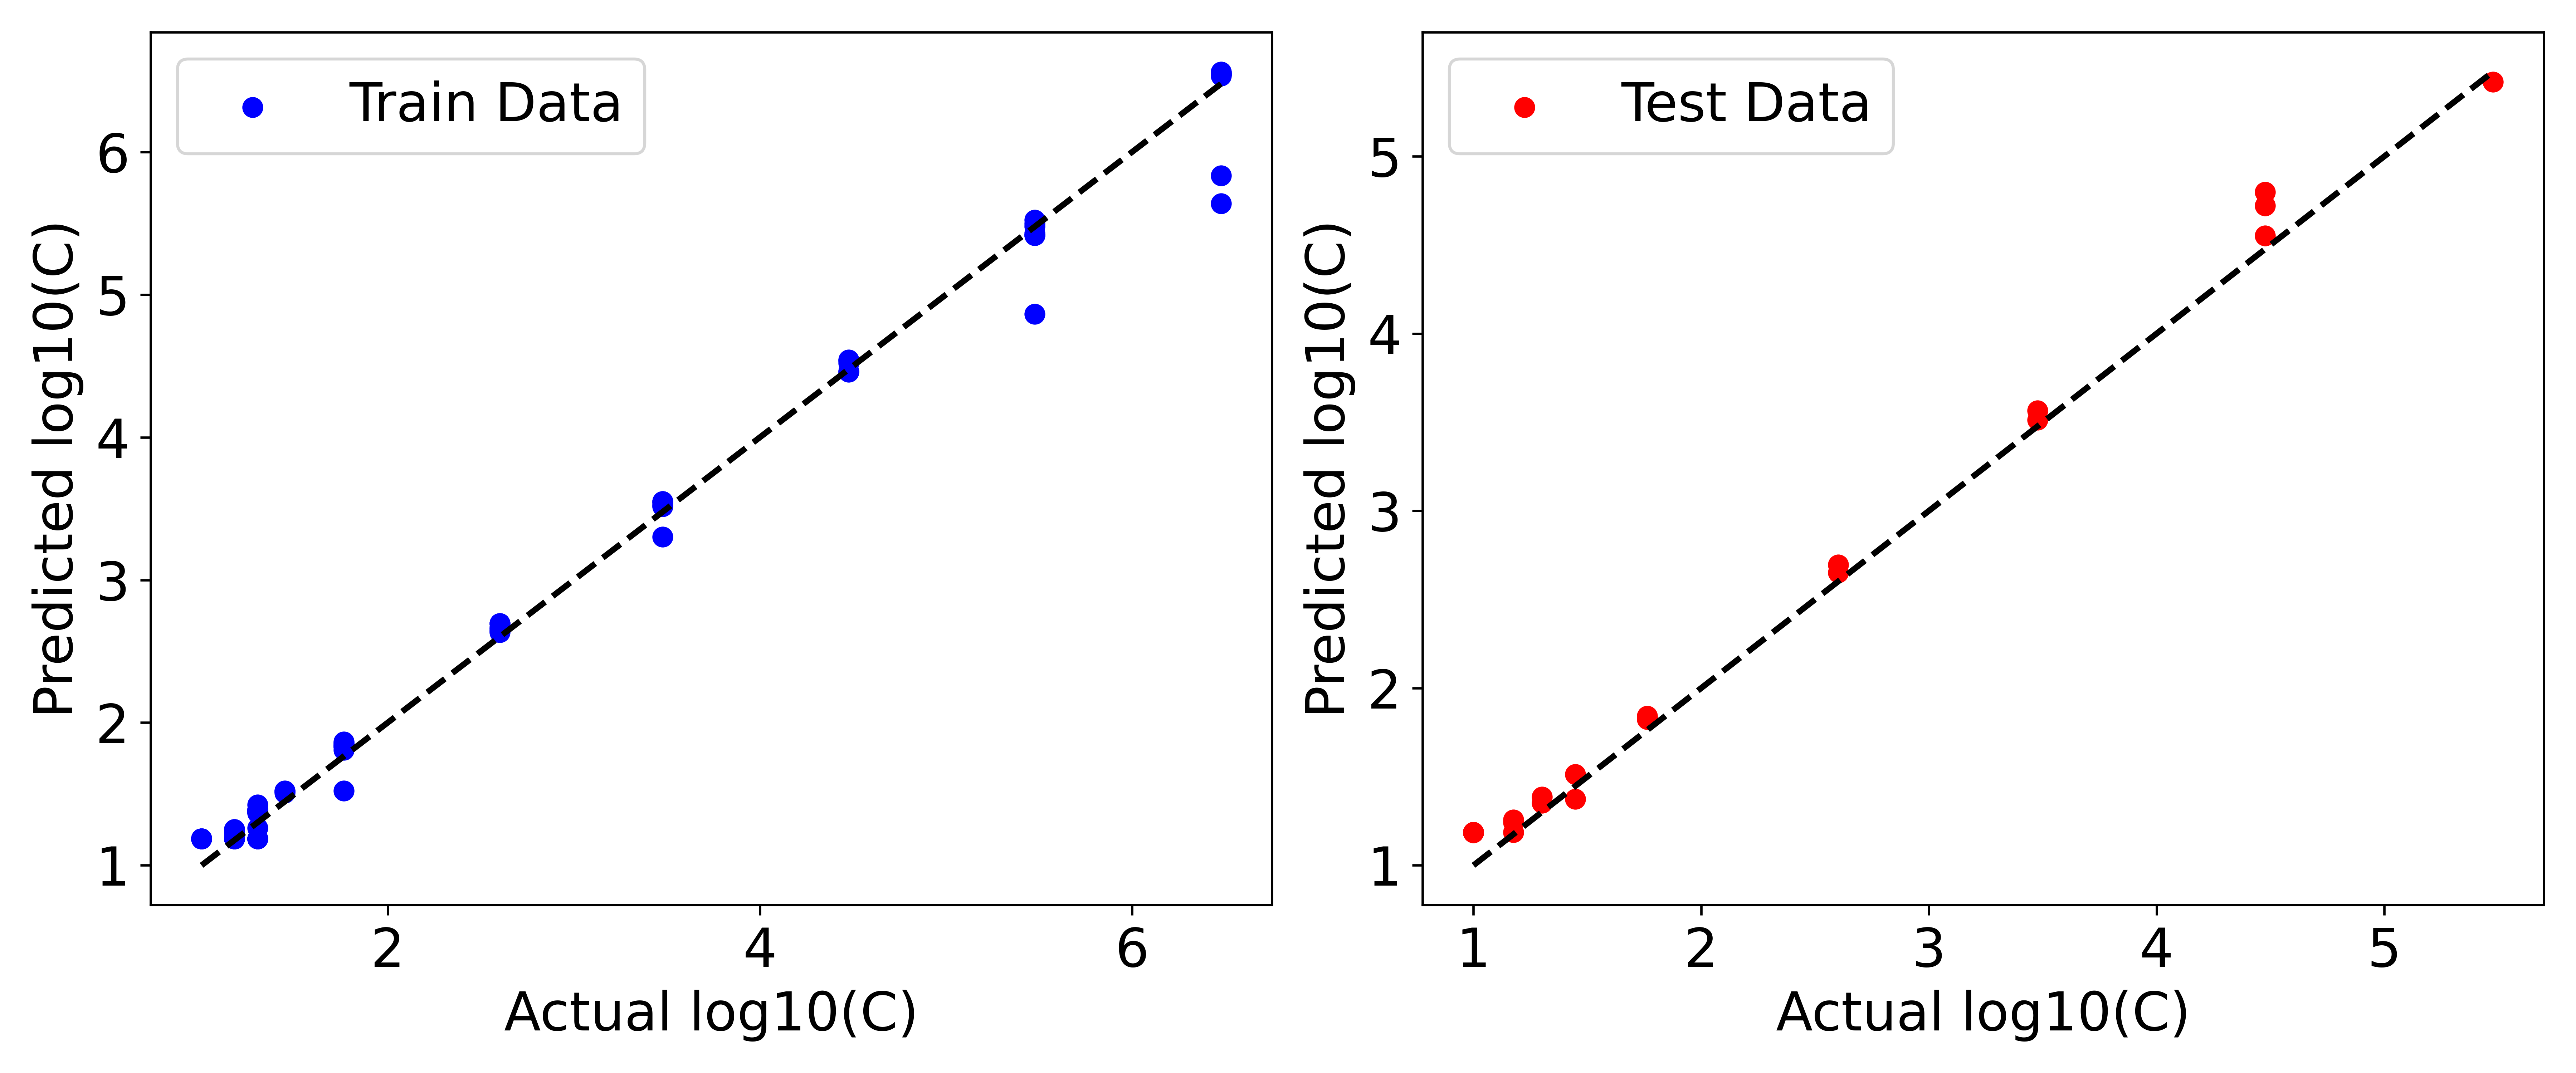 Train Data
Predicted log10(C)
6
5
4
3
2
1
2 4 6
Actual log10(C)
Test Data
Predicted log10(C)
5
4
3
2
1
1 2 3 4 5
Actual log10(C)